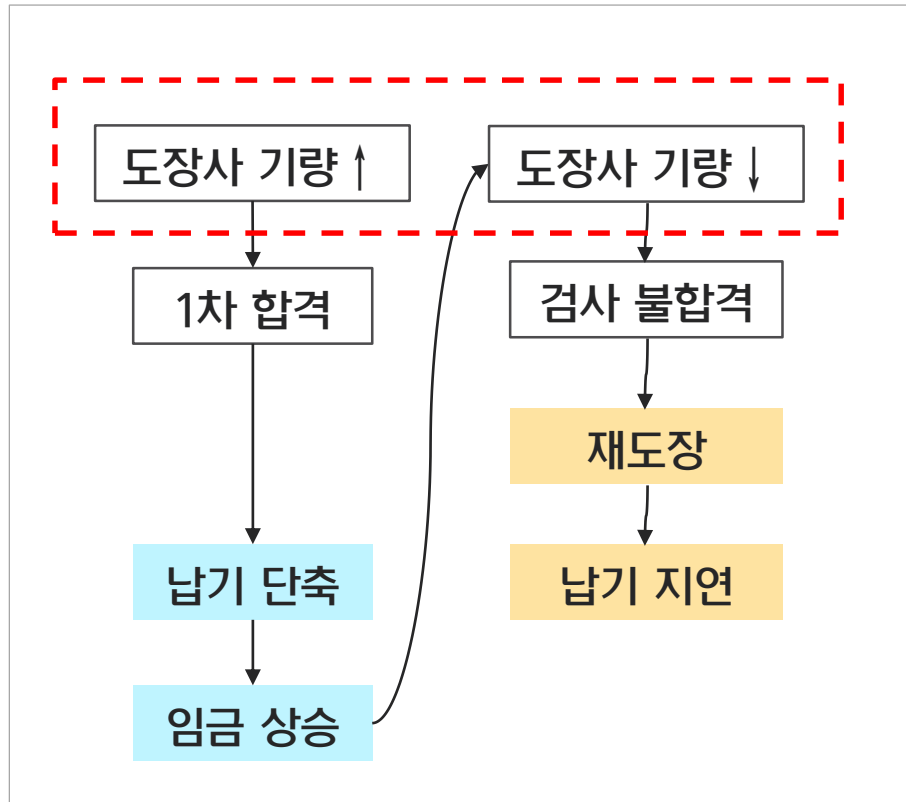 도장사 기량 ↑
1차 합격
납기 단축
임금 상승
도장사 기량 ↓
검사 불합격
재도장
납기 지연